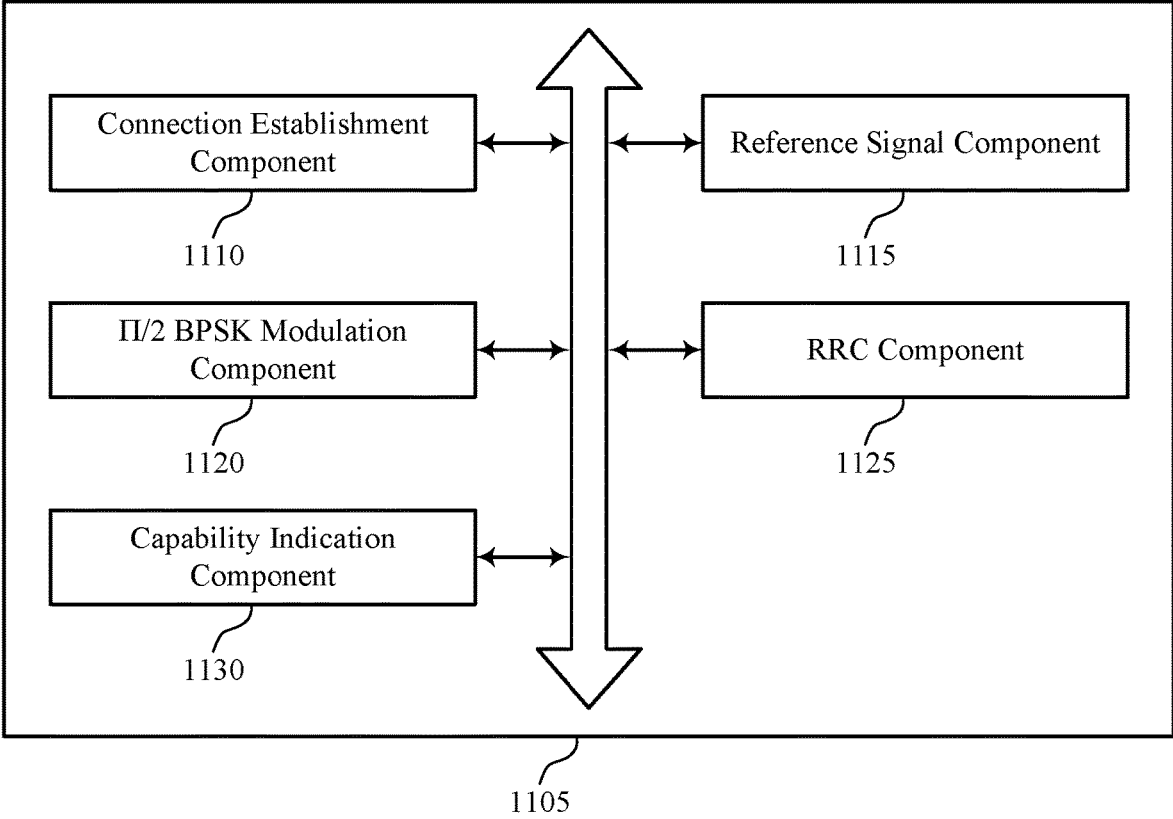 Connection Establishment
Component
1110
Reference Signal Component
1115
Π/2 BPSK Modulation
Component
1120
RRC Component
1125
Capability Indication
Component
1130
1105